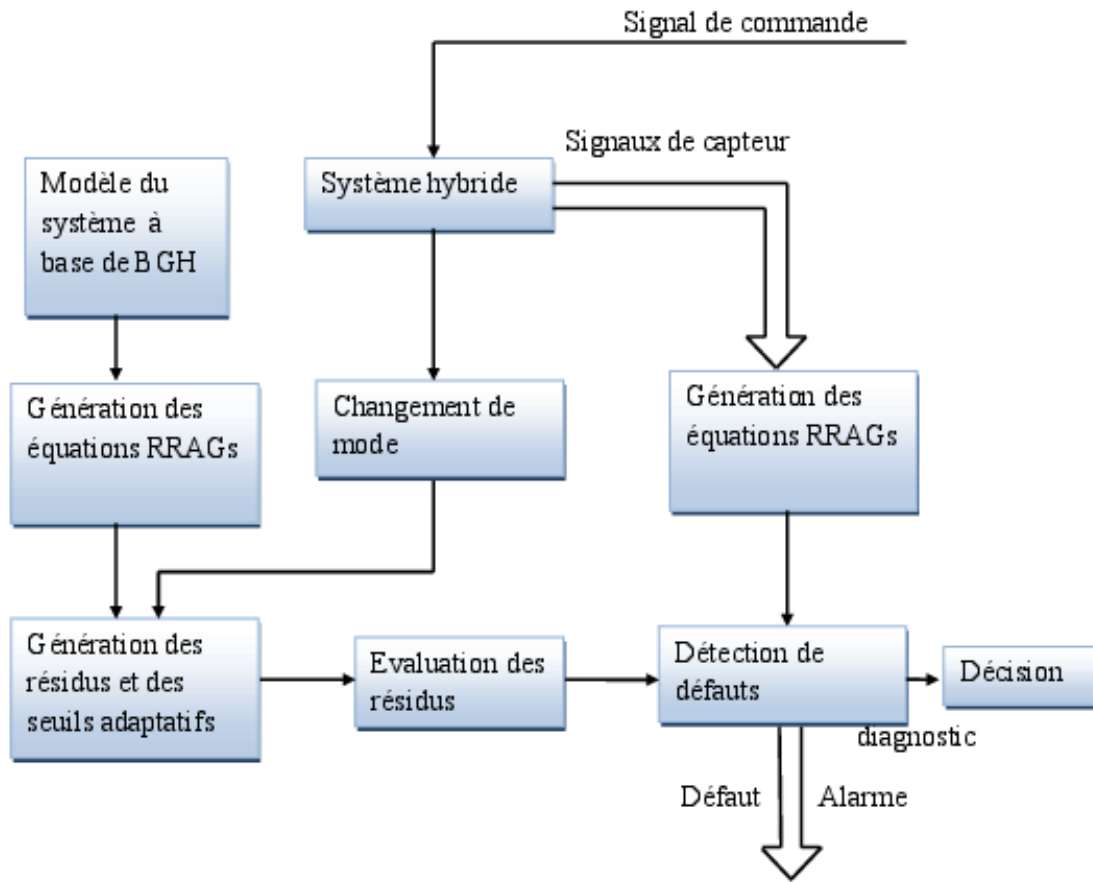 Signal de commande
Signaux de capteur
Modèle du
système à
base de BGH
Système hybride
Génération des
équations RRAGs
Changement de
mode
Génération des
équations RRAGs
Génération des
résidus et des
seuils adaptatifs
Evaluation des
résidus
Détection de
défauts
Décision
diagnostic
Défaut
Alarme